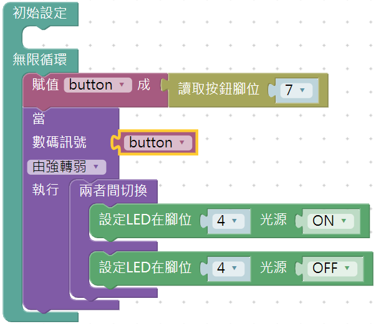 初始設定
無限循環
賦值 button 成 讀取按鈕腳位 7
當
數碼訊號 button
由強轉弱
執行 兩者間切換
設定LED在腳位 4 光源 ON
設定LED在腳位 4 光源 OFF